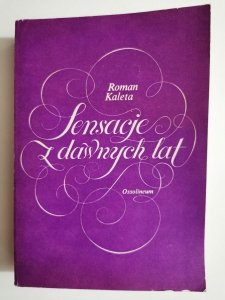 Roman
Kaleta
Sensacje
z dawnych lat
Ossolineum